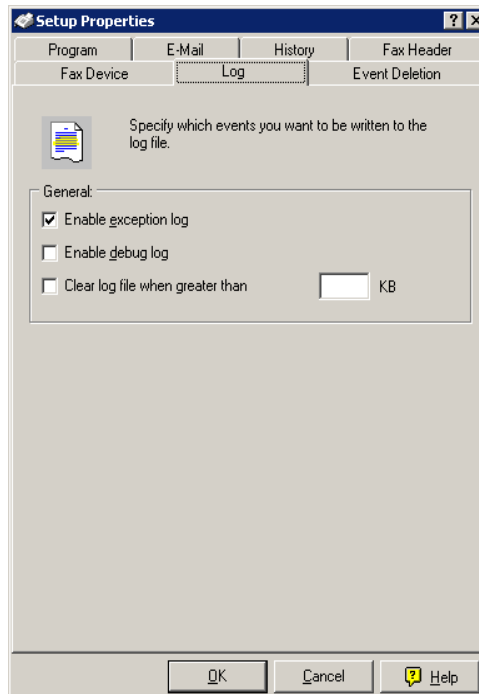 Setup Properties
Program E-Mail History Fax Header
Fax Device Log Event Deletion
Specify which events you want to be written to the
log file.
General:
Enable exception log
Enable debug log
Clear log file when greater than KB
OK Cancel Help